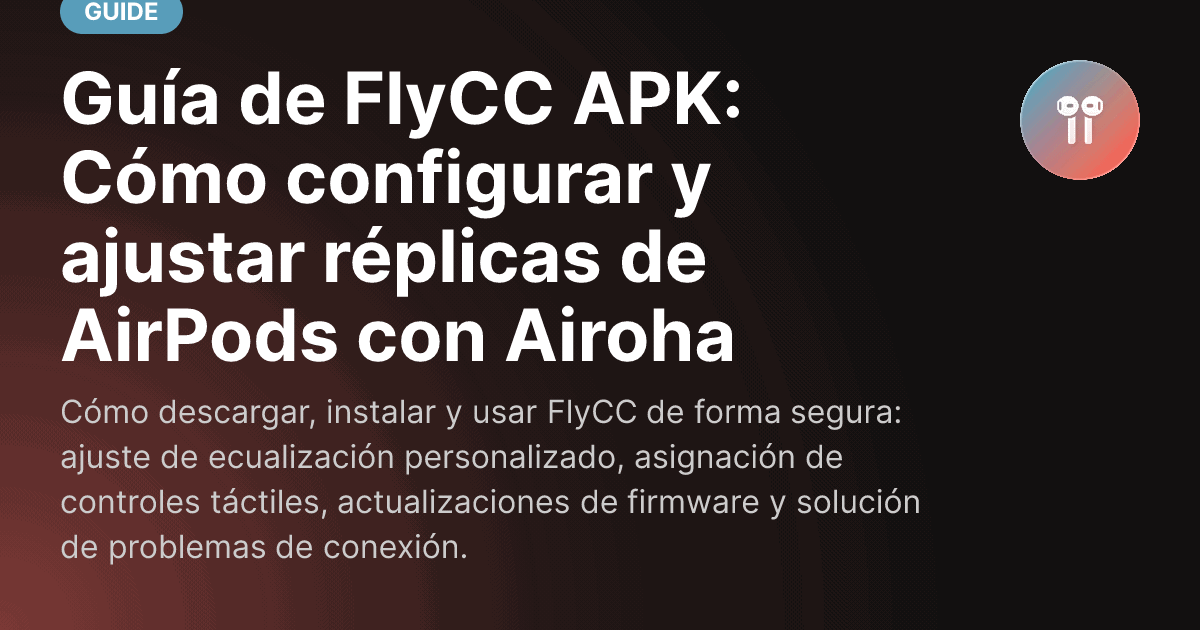 GUIDE
Guía de FlyCC APK:
Cómo configurar y
ajustar réplicas de
AirPods con Airoha
Cómo descargar, instalar y usar FlyCC de forma segura:
ajuste de ecualización personalizado, asignación de
controles táctiles, actualizaciones de firmware y solución
de problemas de conexión.